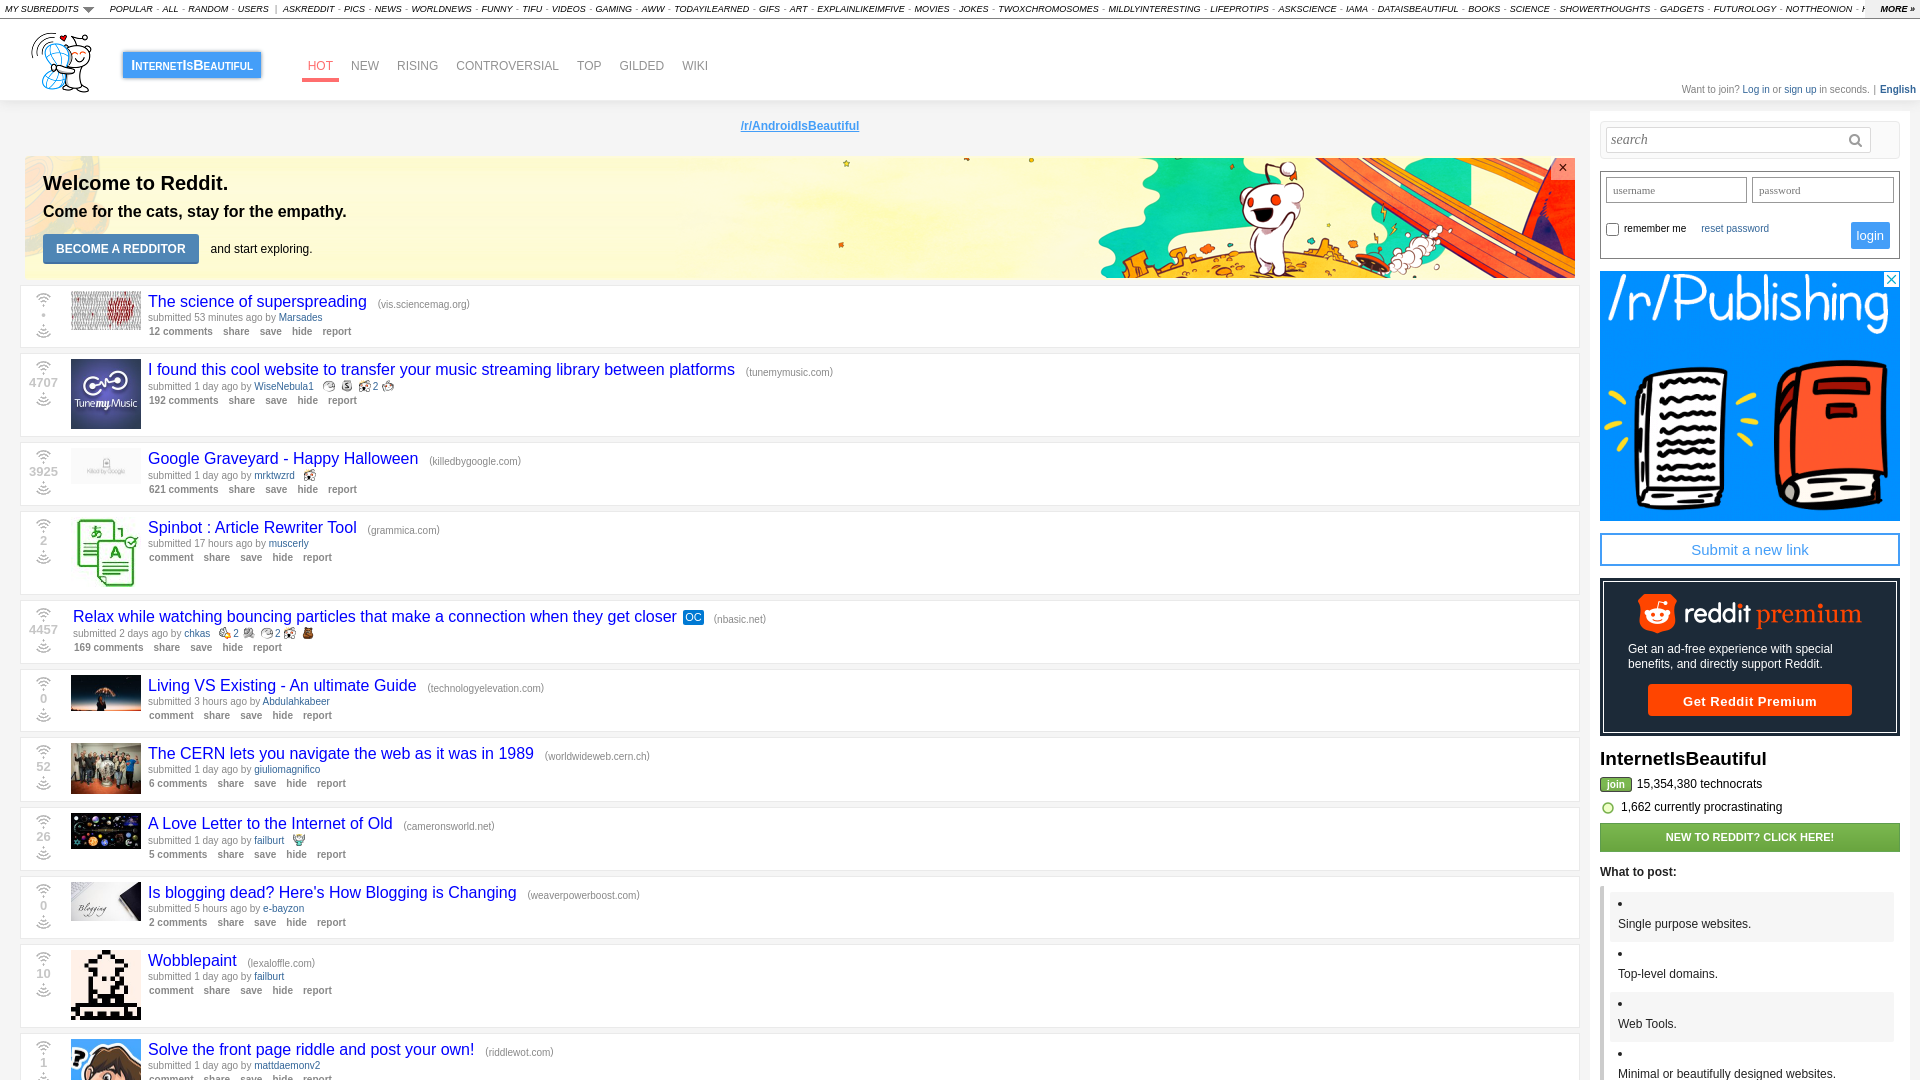 MY SUBREDDITS POPULAR - ALL - RANDOM - USERS | ASKREDDIT - PICS - NEWS - WORLDNEWS - FUNNY - TIFU - VIDEOS - GAMING - AWW - TODAYILEARNED - GIFS - ART - EXPLAINLIKEIMFIVE - MOVIES - JOKES - TWOXCHROMOSOMES - MILDLYINTERESTING - LIFEPROTIPS - ASKSCIENCE - IAMA - DATAISBEAUTIFUL - BOOKS - SCIENCE - SHOWERTHOUGHTS - GADGETS - FUTUROLOGY - NOTTHEONION - MORE »
INTERNETISBEAUTIFUL HOT NEW RISING CONTROVERSIAL TOP GILDED WIKI
Want to join? Log in or sign up in seconds. | English
/r/AndroidIsBeautiful
Welcome to Reddit.
Come for the cats, stay for the empathy.
BECOME A REDDITOR and start exploring.
×
The science of superspreading (vis.sciencemag.org)
•
submitted 53 minutes ago by Marsades
12 comments share save hide report
I found this cool website to transfer your music streaming library between platforms (tunemymusic.com)
4707
submitted 1 day ago by WiseNebula1 2
192 comments share save hide report
Tune my Music
Google Graveyard - Happy Halloween (killedbygoogle.com)
3925
Killed by Google
submitted 1 day ago by mrktwzrd
621 comments share save hide report
Spinbot : Article Rewriter Tool (grammica.com)
2
あ
A
submitted 17 hours ago by muscerly
comment share save hide report
Relax while watching bouncing particles that make a connection when they get closer OC (nbasic.net)
4457
submitted 2 days ago by chkas 2 2
169 comments share save hide report
Living VS Existing - An ultimate Guide (technologyelevation.com)
0
submitted 3 hours ago by Abdulahkabeer
comment share save hide report
The CERN lets you navigate the web as it was in 1989 (worldwideweb.cern.ch)
52
submitted 1 day ago by giuliomagnifico
6 comments share save hide report
A Love Letter to the Internet of Old (cameronsworld.net)
26
submitted 1 day ago by failburt
5 comments share save hide report
Is blogging dead? Here's How Blogging is Changing (weaverpowerboost.com)
0
Blogging
submitted 5 hours ago by e-bayzon
2 comments share save hide report
Wobblepaint (lexaloffle.com)
10
submitted 1 day ago by failburt
comment share save hide report
Solve the front page riddle and post your own! (riddlewot.com)
1
?
submitted 1 day ago by mattdaemonv2
comment share save hide report
search
username password
remember me reset password login
/r/Publishing
Submit a new link
reddit premium
Get an ad-free experience with special
benefits, and directly support Reddit.
Get Reddit Premium
InternetIsBeautiful
join 15,354,380 technocrats
1,662 currently procrastinating
NEW TO REDDIT? CLICK HERE!
What to post:
•
Single purpose websites.
•
Top-level domains.
•
Web Tools.
•
Minimal or beautifully designed websites.